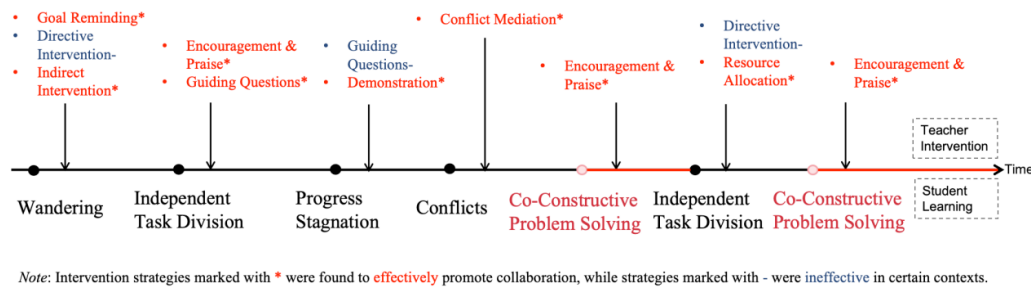 • Goal Reminding*
• Directive
Intervention-
• Indirect
Intervention*
• Encouragement &
Praise*
• Guiding Questions*
• Guiding
Questions-
• Demonstration*
• Conflict Mediation*
• Encouragement &
Praise*
• Directive
Intervention-
• Resource
Allocation*
• Encouragement &
Praise*
Teacher
Intervention
Time
Student
Learning
Wandering
Independent
Task Division
Progress
Stagnation
Conflicts
Co-Constructive
Problem Solving
Independent
Task Division
Co-Constructive
Problem Solving
Note: Intervention strategies marked with * were found to effectively promote collaboration, while strategies marked with - were ineffective in certain contexts.